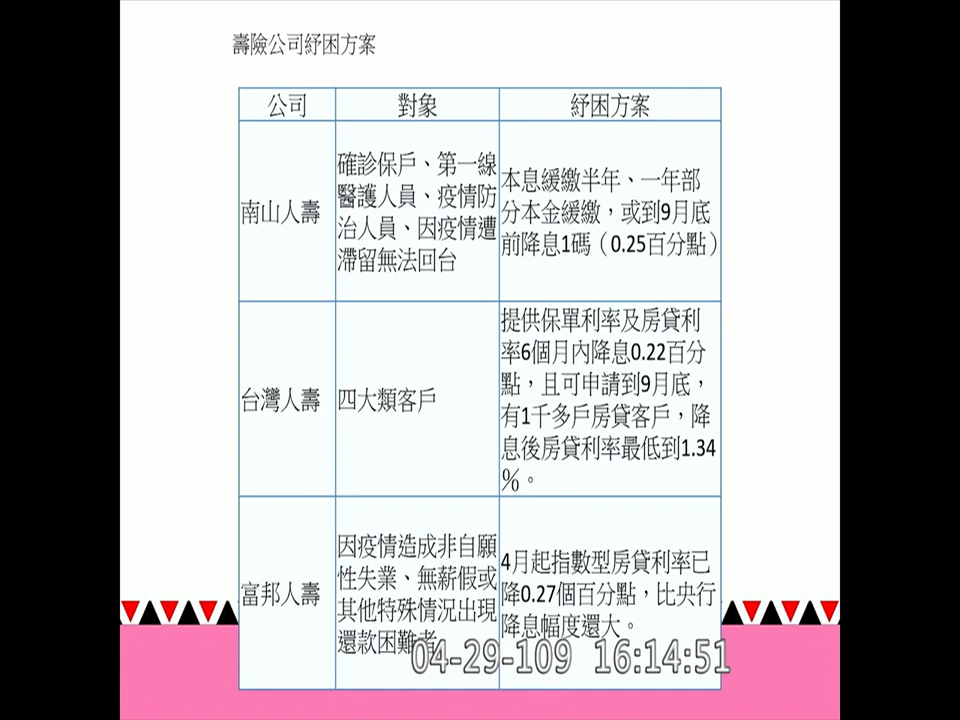 壽險公司紓困方案
公司
對象
紓困方案
南山人壽
確診保戶、第一線
醫護人員、疫情防
治人員、因疫情遭
滯留無法回台
本息緩繳半年、一年部
分本金緩繳，或到9月底
前降息1碼（0.25百分點）
台灣人壽
四大類客戶
提供保單利率及房貸利
率6個月內降息0.22百分
點，且可申請到9月底，
有1千多戶房貸客戶，降
息後房貸利率最低到1.34
％。
富邦人壽
因疫情造成非自願
性失業、無薪假或
其他特殊情況出現
還款困難者
4月起指數型房貸利率已
降0.27個百分點，比央行
降息幅度還大。
04-29-109 16:14:51